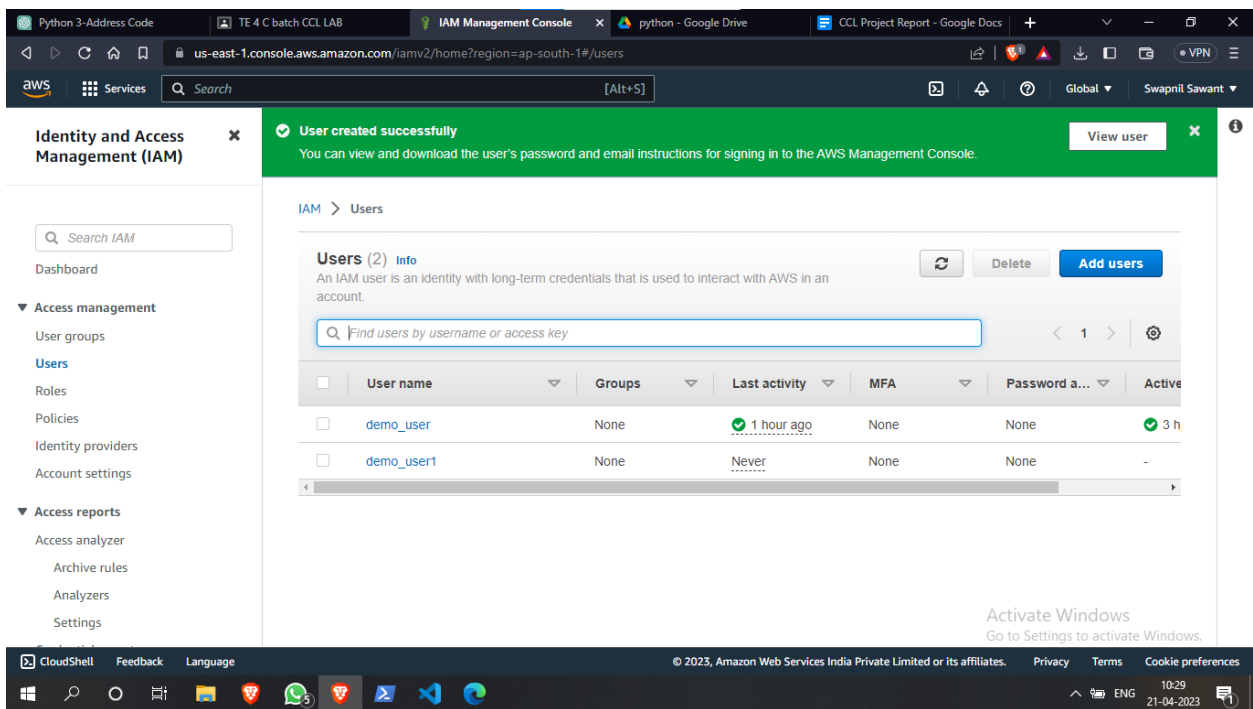 Python 3-Address Code
TE 4 C batch CCL LAB
IAM Management Console
python - Google Drive
CCL Project Report - Google Docs
us-east-1.console.aws.amazon.com/iamv2/home?region=ap-south-1#/users
VPN
aws
Services
Search
[Alt+S]
Global
Swapnil Sawant
Identity and Access
Management (IAM)
User created successfully
You can view and download the user's password and email instructions for signing in to the AWS Management Console.
View user
Search IAM
Dashboard
Access management
User groups
Users
Roles
Policies
Identity providers
Account settings
Access reports
Access analyzer
Archive rules
Analyzers
Settings
IAM > Users
Users (2) Info
An IAM user is an identity with long-term credentials that is used to interact with AWS in an
account.
Delete
Add users
Find users by username or access key
1
User name Groups Last activity MFA Password a... Active
demo_user None 1 hour ago None None 3 h
demo_user1 None Never None None -
Activate Windows
Go to Settings to activate Windows.
CloudShell Feedback Language
© 2023, Amazon Web Services India Private Limited or its affiliates. Privacy Terms Cookie preferences
5
ENG
10:29
21-04-2023
1